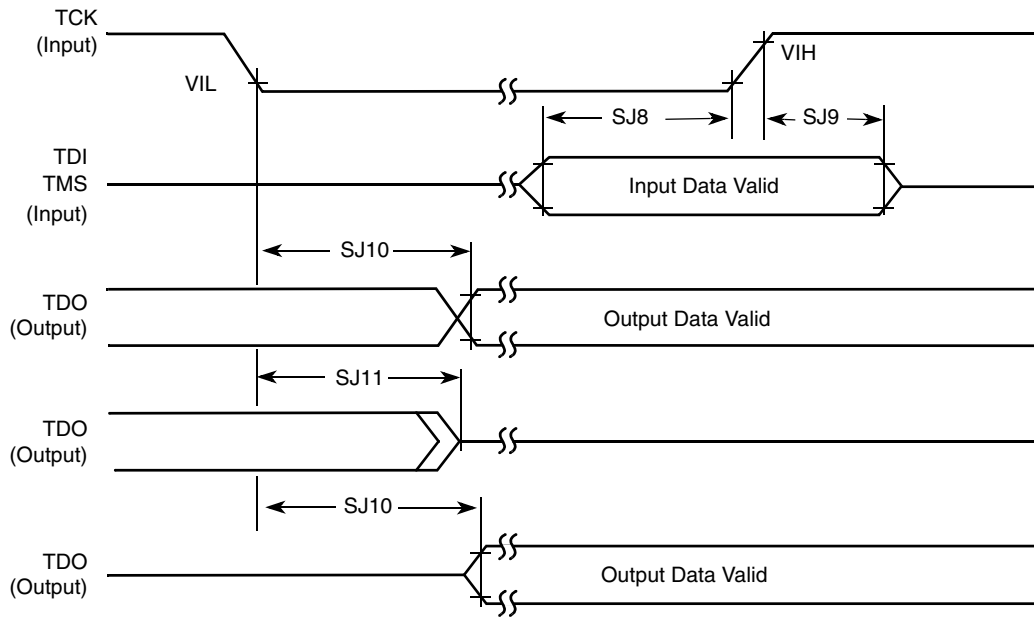 TCK
(Input)
VIL
VIH
SJ8
SJ9
TDI
TMS
(Input)
Input Data Valid
SJ10
TDO
(Output)
Output Data Valid
SJ11
TDO
(Output)
SJ10
TDO
(Output)
Output Data Valid